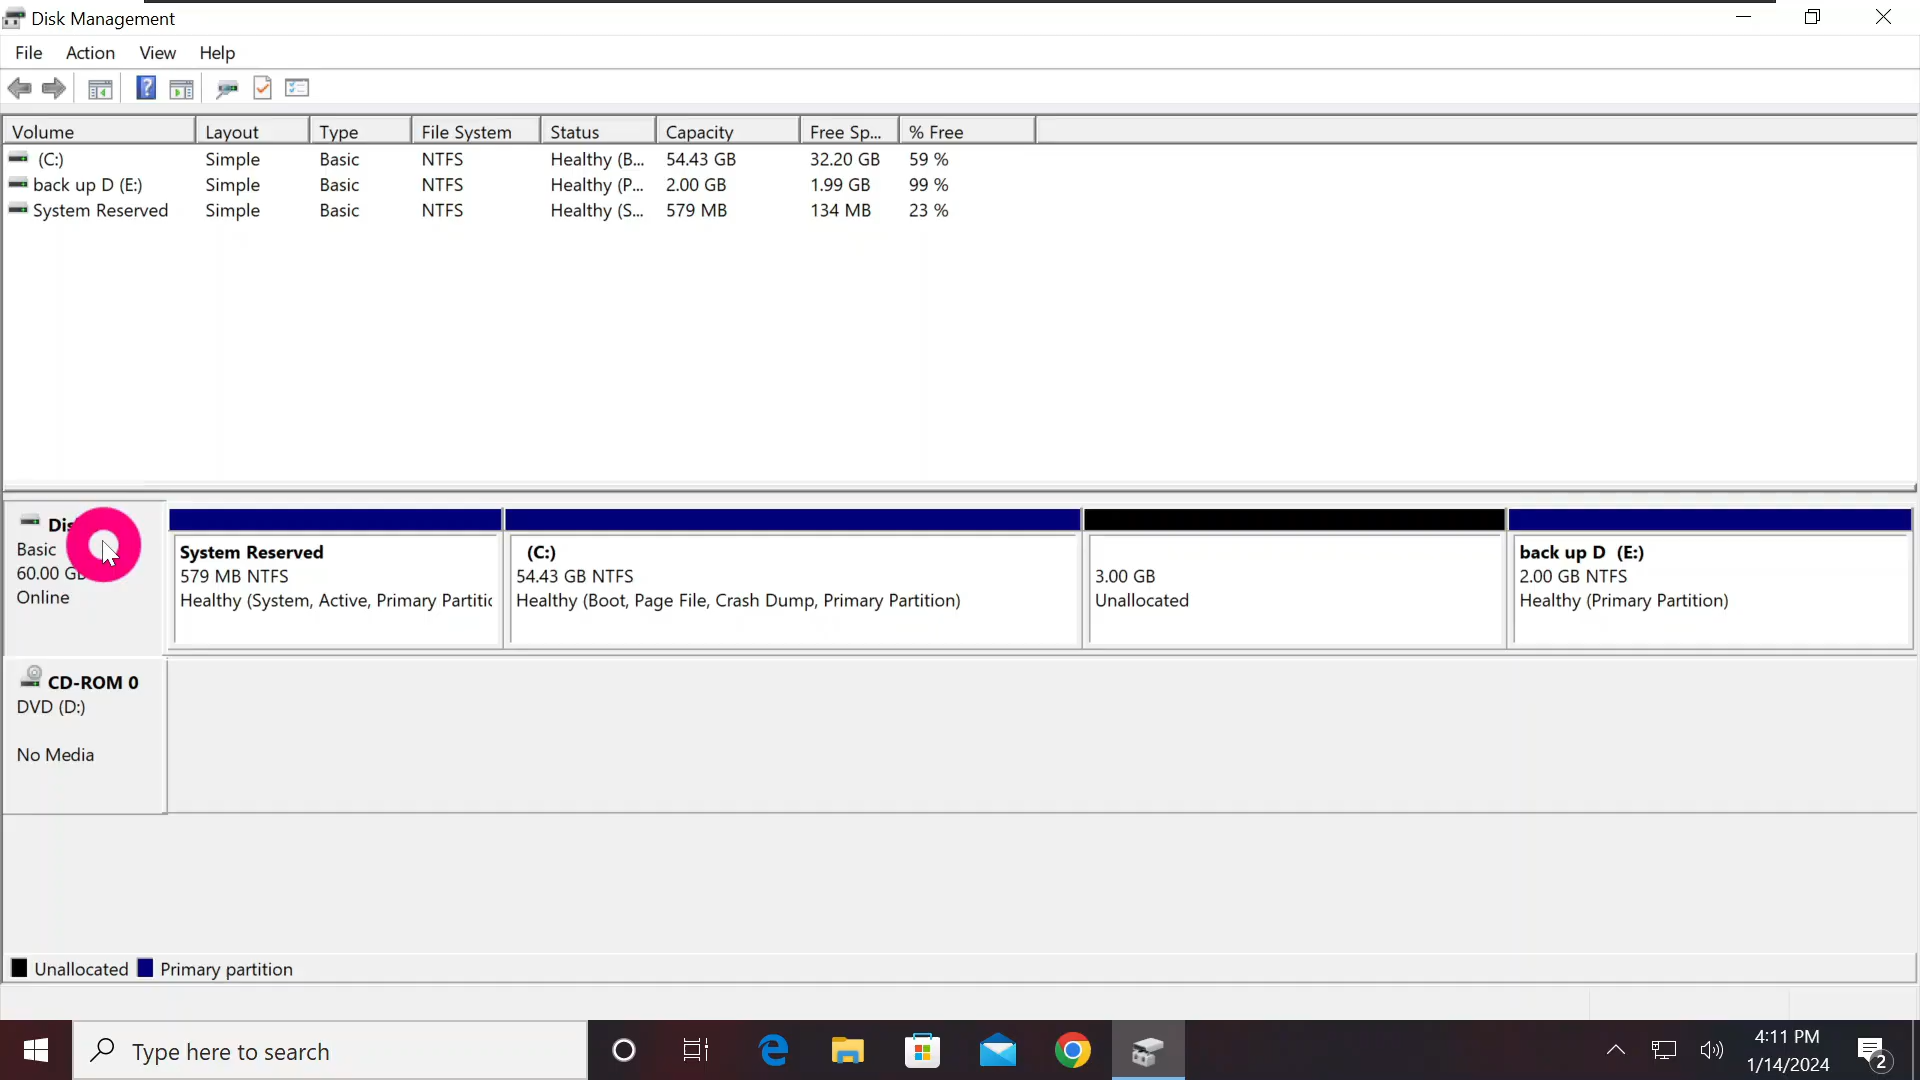 Disk Management
File Action View Help
Volume Layout Type File System Status Capacity Free Sp... % Free
(C:) Simple Basic NTFS Healthy (B... 54.43 GB 32.20 GB 59 %
back up D (E:) Simple Basic NTFS Healthy (P... 2.00 GB 1.99 GB 99 %
System Reserved Simple Basic NTFS Healthy (S... 579 MB 134 MB 23 %
Basic
60.00 GB
Online
System Reserved
579 MB NTFS
Healthy (System, Active, Primary Partitic
(C:)
54.43 GB NTFS
Healthy (Boot, Page File, Crash Dump, Primary Partition)
3.00 GB
Unallocated
back up D (E:)
2.00 GB NTFS
Healthy (Primary Partition)
CD-ROM 0
DVD (D:)
No Media
Unallocated Primary partition
Type here to search
4:11 PM
1/14/2024
2